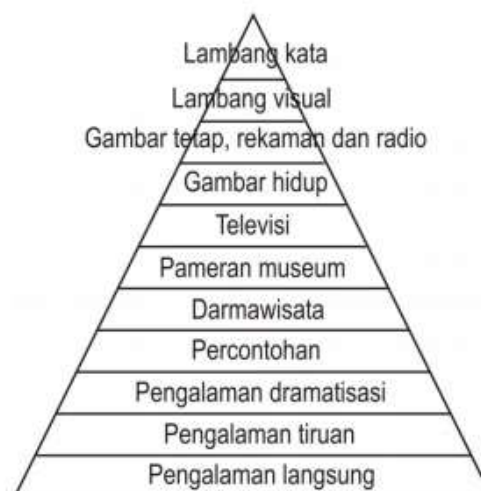 Lambang kata
Lambang visual
Gambar tetap, rekaman dan radio
Gambar hidup
Televisi
Pameran museum
Darmawisata
Percontohan
Pengalaman dramatisasi
Pengalaman tiruan
Pengalaman langsung